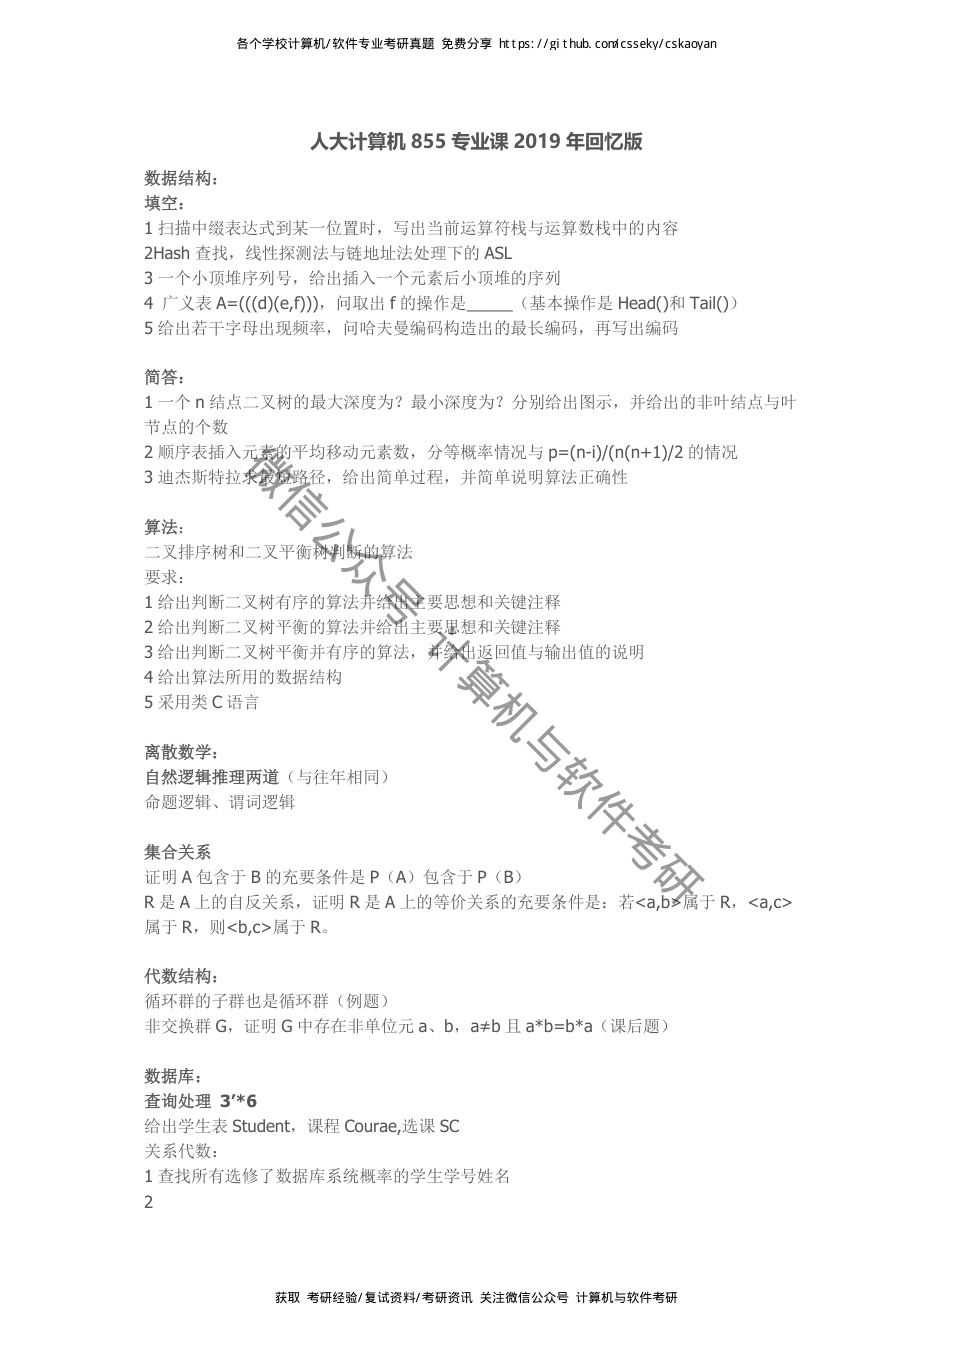 各个学校计算机/软件专业考研真题 免费分享 https://github.com/csseky/cskaoyan
人大计算机 855 专业课 2019 年回忆版
数据结构：
填空：
1 扫描中缀表达式到某一位置时，写出当前运算符栈与运算数栈中的内容
2Hash 查找，线性探测法与链地址法处理下的 ASL
3 一个小顶堆序列号，给出插入一个元素后小顶堆的序列
4 广义表 A=(((d)(e,f)))，问取出 f 的操作是_____（基本操作是 Head()和 Tail()）
5 给出若干字母出现频率，问哈夫曼编码构造出的最长编码，再写出编码
简答：
1 一个 n 结点二叉树的最大深度为？最小深度为？分别给出图示，并给出的非叶结点与叶
节点的个数
2 顺序表插入元素的平均移动元素数，分等概率情况与 p=(n-i)/(n(n+1)/2 的情况
3 迪杰斯特拉求最短路径，给出简单过程，并简单说明算法正确性
算法：
二叉排序树和二叉平衡树判断的算法
要求：
1 给出判断二叉树有序的算法并给出主要思想和关键注释
2 给出判断二叉树平衡的算法并给出主要思想和关键注释
3 给出判断二叉树平衡并有序的算法，并给出返回值与输出值的说明
4 给出算法所用的数据结构
5 采用类 C 语言
离散数学：
自然逻辑推理两道（与往年相同）
命题逻辑、谓词逻辑
集合关系
证明 A 包含于 B 的充要条件是 P（A）包含于 P（B）
R 是 A 上的自反关系，证明 R 是 A 上的等价关系的充要条件是：若<a,b>属于 R，<a,c>
属于 R，则<b,c>属于 R。
代数结构：
循环群的子群也是循环群（例题）
非交换群 G，证明 G 中存在非单位元 a、b，a≠b 且 a*b=b*a（课后题）
数据库：
查询处理 3’*6
给出学生表 Student，课程 Courae,选课 SC
关系代数：
1 查找所有选修了数据库系统概率的学生学号姓名
2
微信公众号 计算机与软件考研
获取 考研经验/复试资料/考研资讯 关注微信公众号 计算机与软件考研